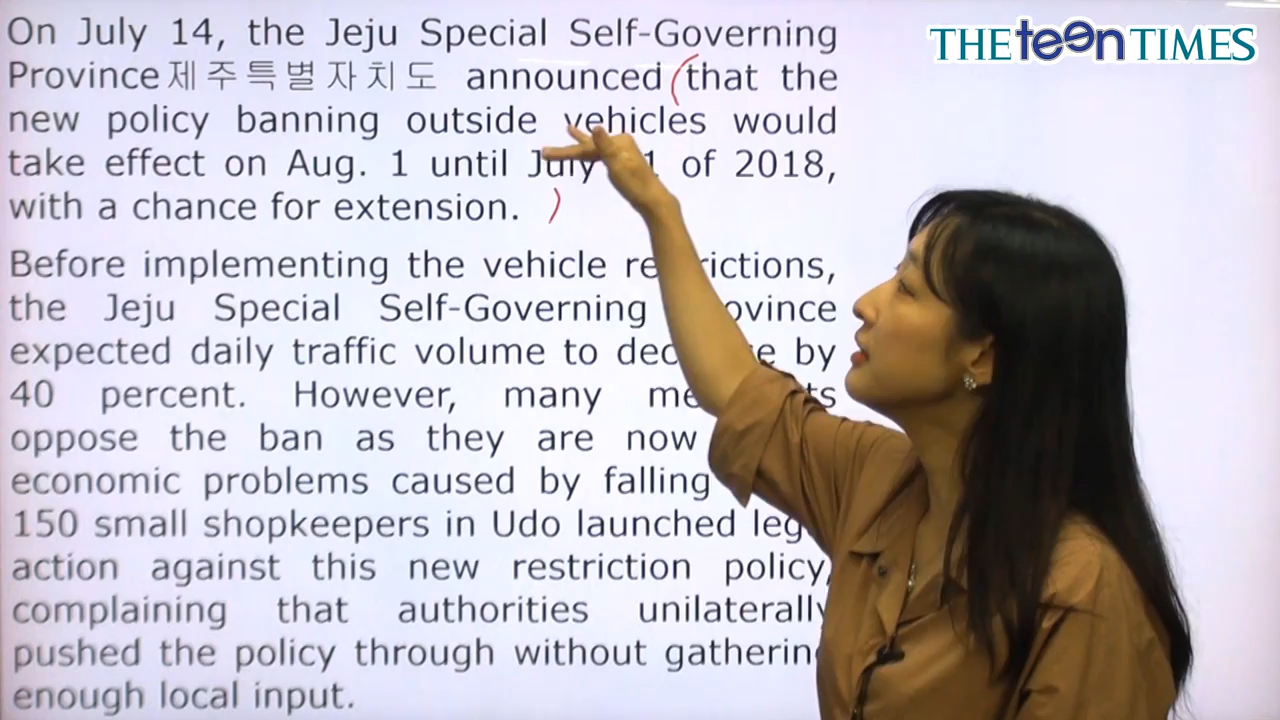 THE teen TIMES
On July 14, the Jeju Special Self-Governing
Province제주특별자치도 announced (that the
new policy banning outside vehicles would
take effect on Aug. 1 until July of 2018,
with a chance for extension. )
Before implementing the vehicle
the Jeju Special Self-Governing
expected daily traffic volume to by
40 percent. However, many
oppose the ban as they are now
economic problems caused by falling
150 small shopkeepers in Udo launched
action against this new restriction policy,
complaining that authorities unilaterally
pushed the policy through without gathering
enough local input.